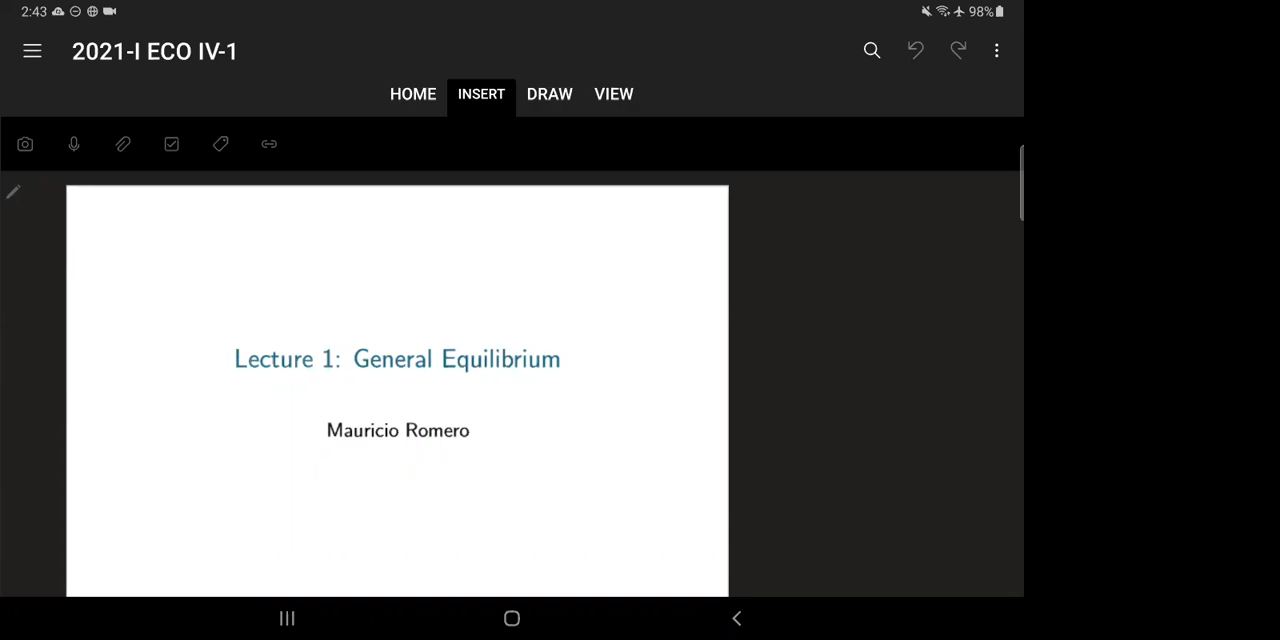 2:43 98%
2021-I ECO IV-1
HOME INSERT DRAW VIEW
Lecture 1: General Equilibrium
Mauricio Romero